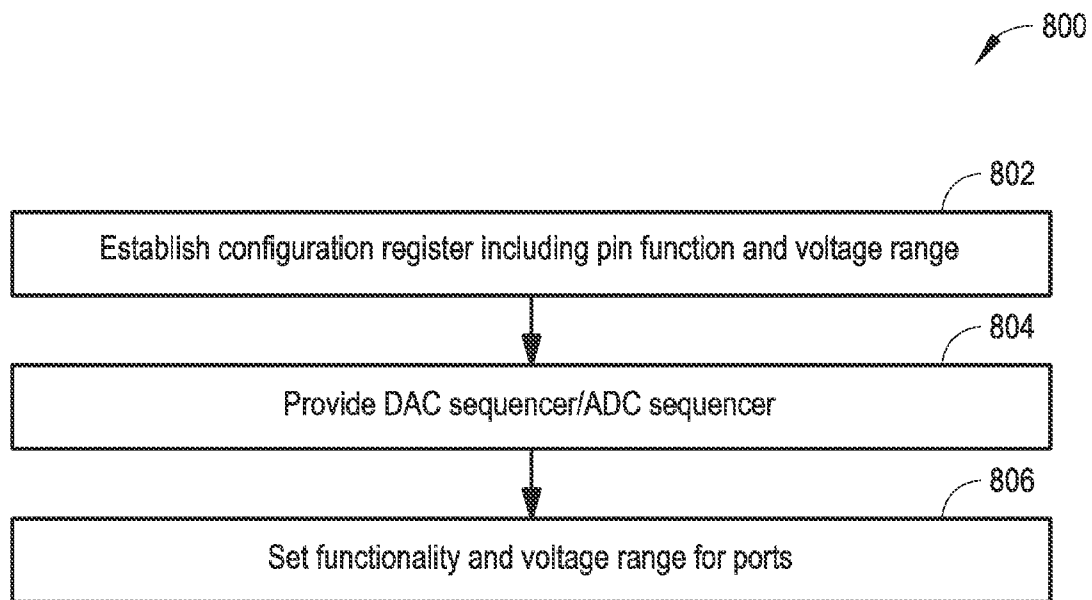 800
802
Establish configuration register including pin function and voltage range
804
Provide DAC sequencer/ADC sequencer
806
Set functionality and voltage range for ports